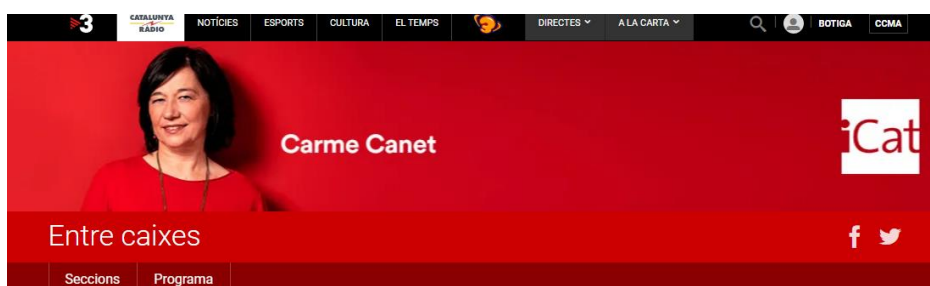 3 CATALUNYA RÀDIO NOTÍCIES ESPORTS CULTURA EL TEMPS 3 DIRECTES A LA CARTA BOTIGA CCMA
Carme Canet
iCat
Entre caixes
Seccions Programa